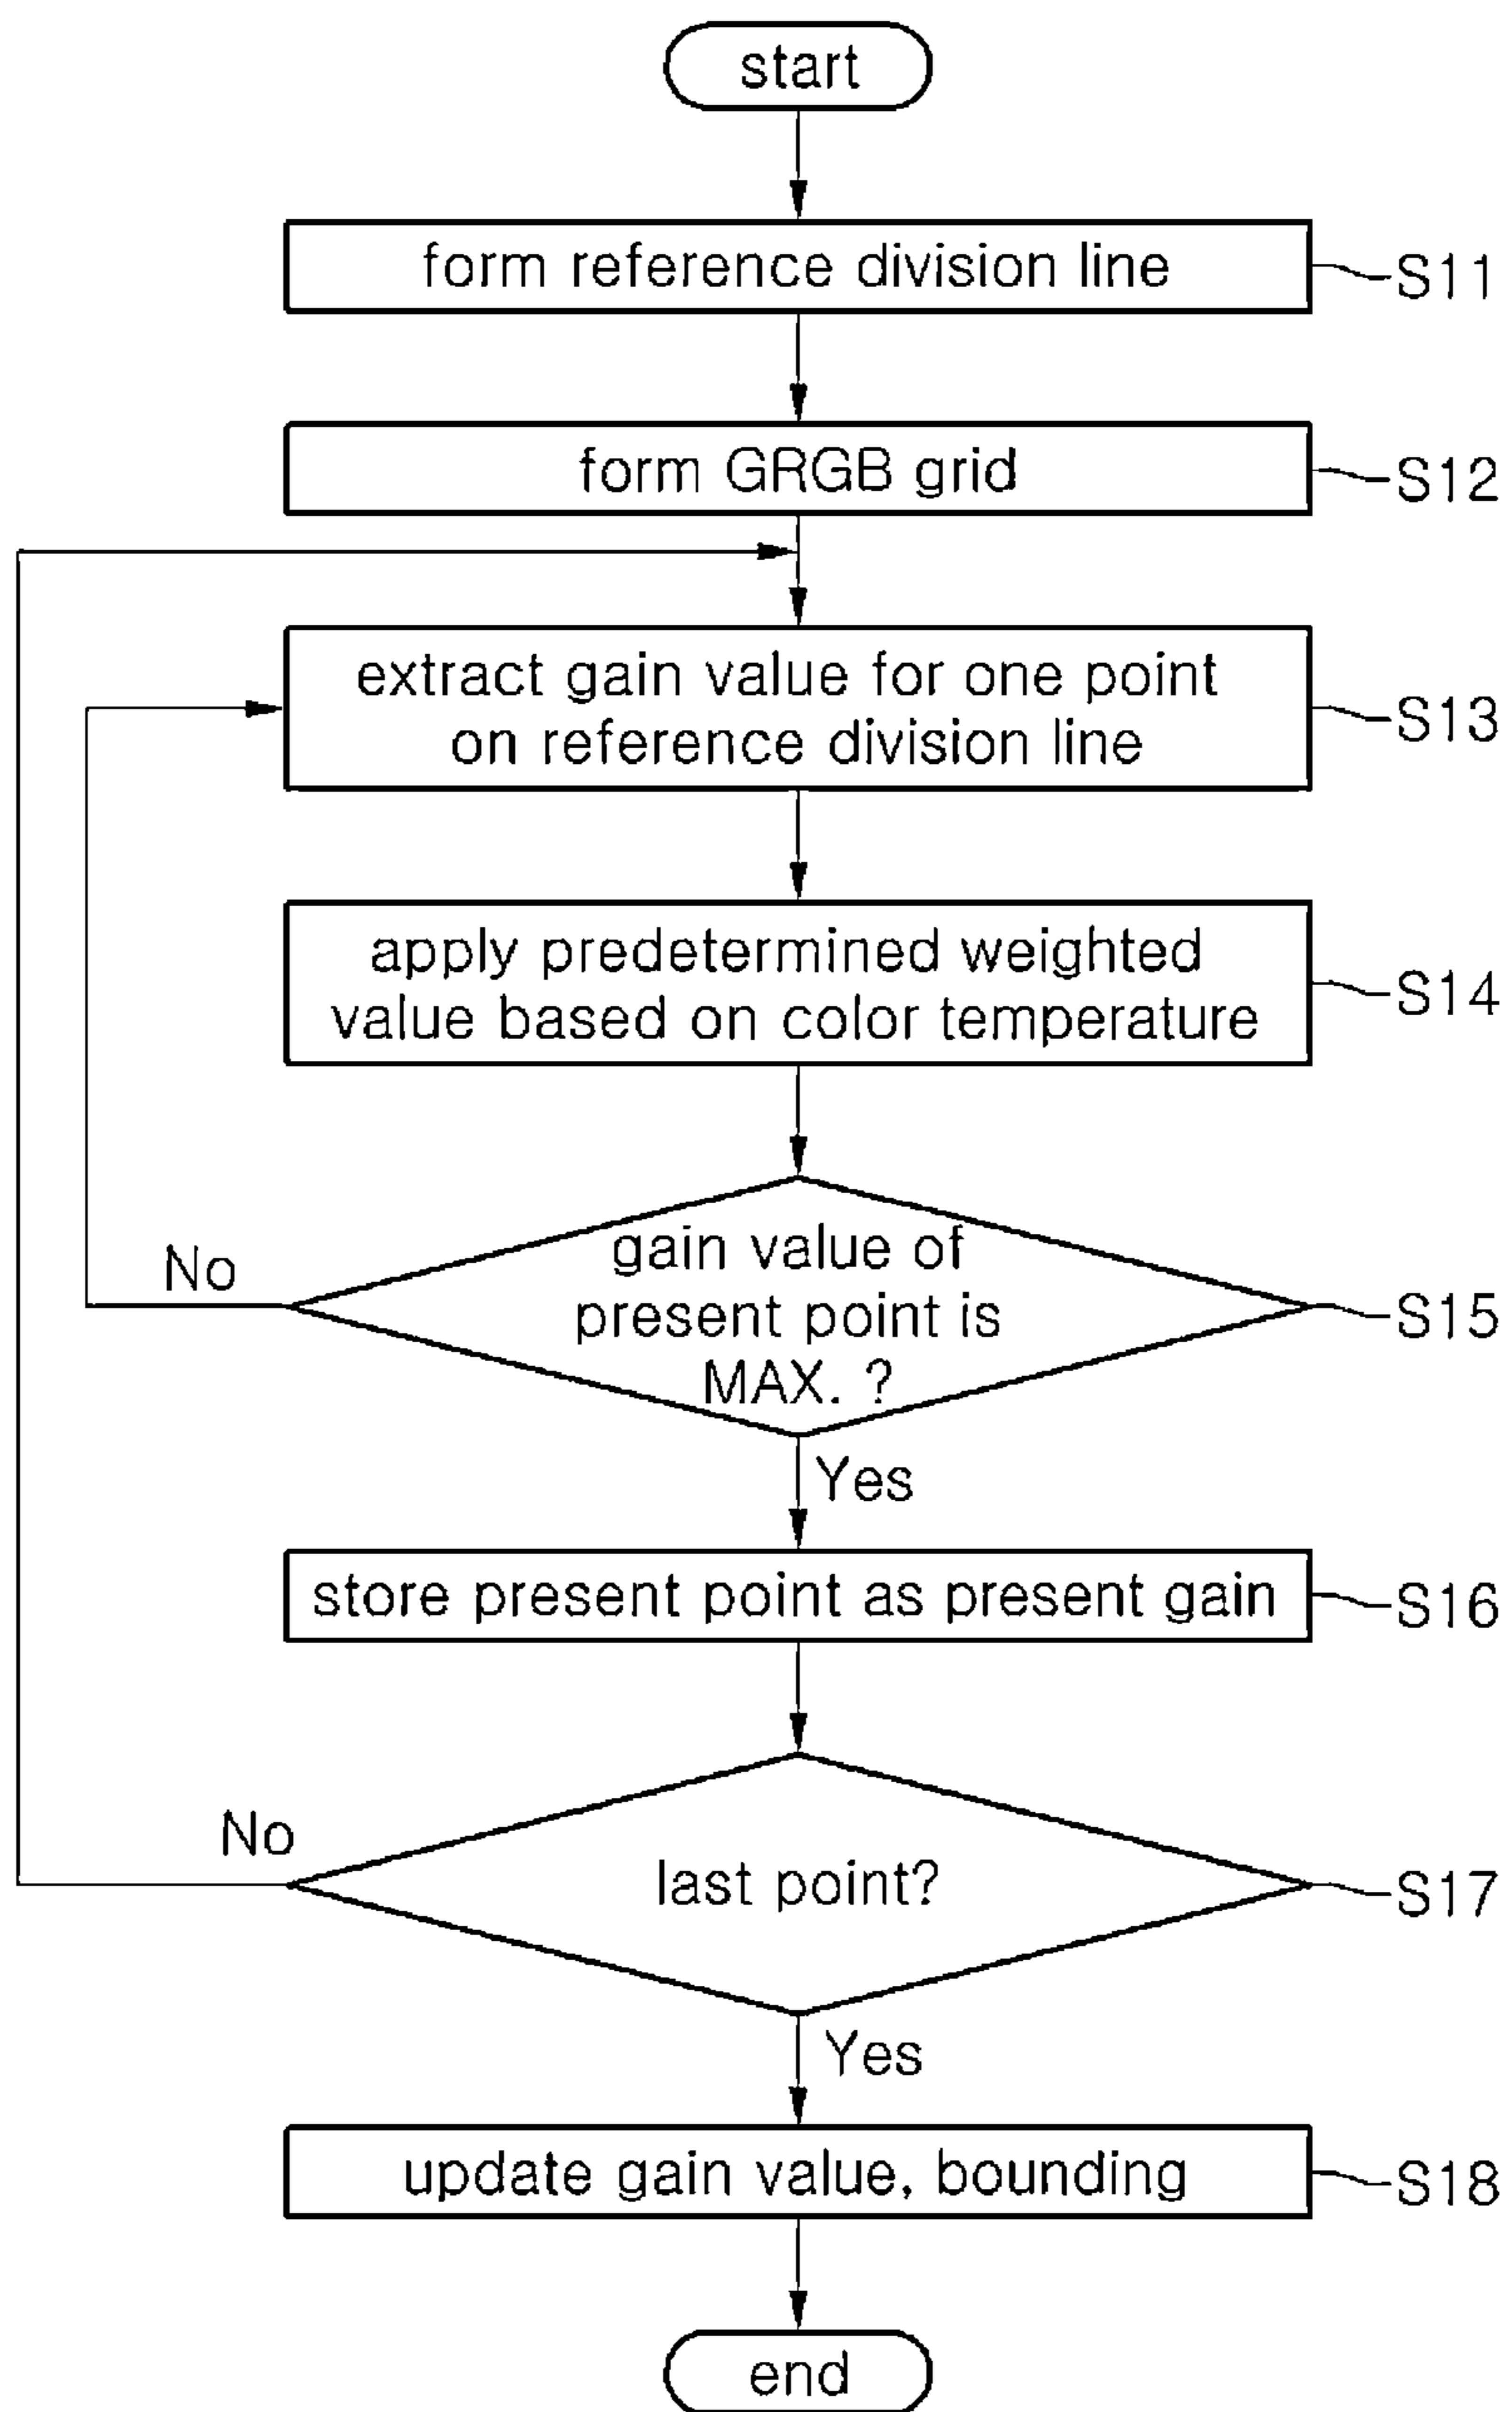 start
form reference division line
S11
form GRGB grid
S12
extract gain value for one point
on reference division line
S13
apply predetermined weighted
value based on color temperature
S14
gain value of
present point is
MAX. ?
No
S15
Yes
store present point as present gain
S16
No
last point?
S17
Yes
update gain value, bounding
S18
end